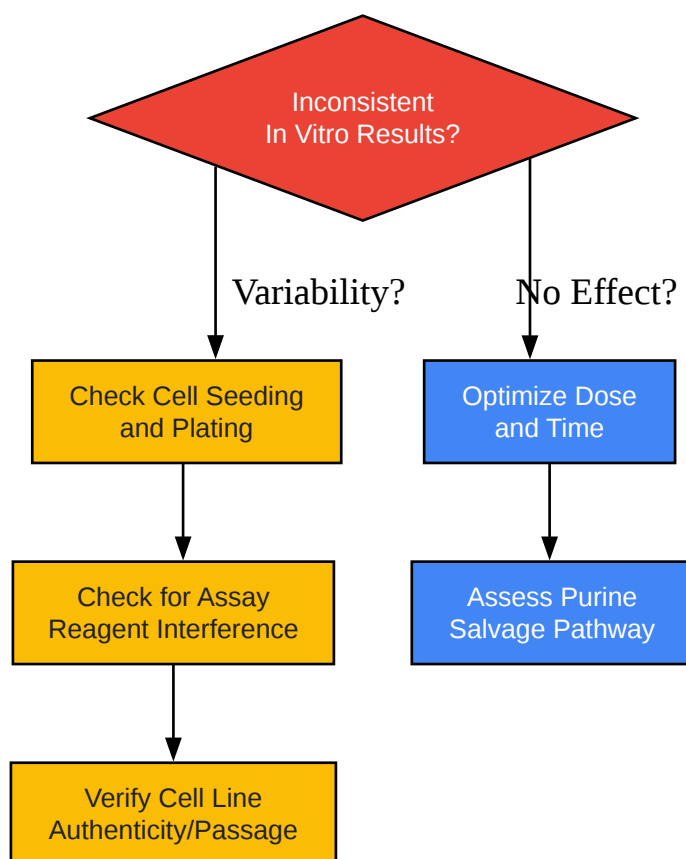 Inconsistent
In Vitro Results?
Variability?
No Effect?
Check Cell Seeding
and Plating
Optimize Dose
and Time
Check for Assay
Reagent Interference
Assess Purine
Salvage Pathway
Verify Cell Line
Authenticity/Passage